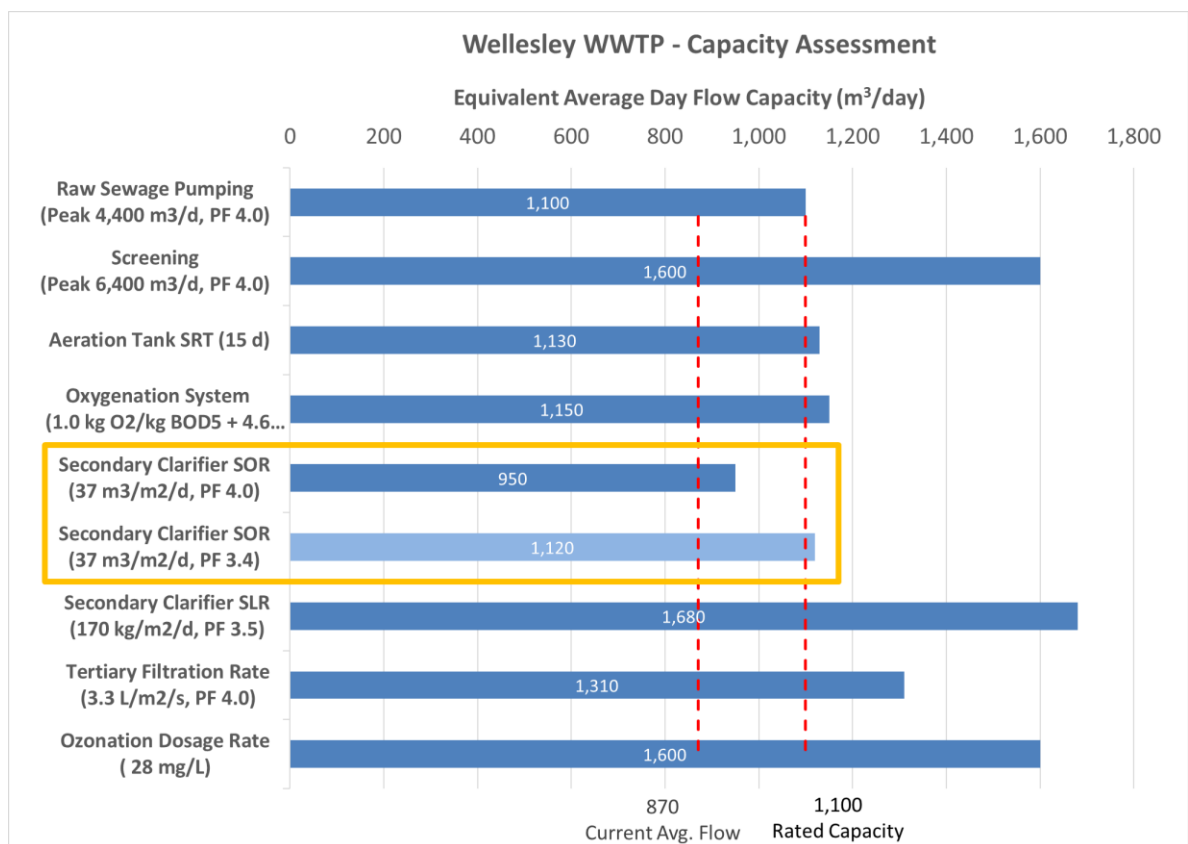 Wellesley WWTP - Capacity Assessment
Equivalent Average Day Flow Capacity (m³/day)
0 200 400 600 800 1,000 1,200 1,400 1,600 1,800
Raw Sewage Pumping
(Peak 4,400 m3/d, PF 4.0)
1,100
Screening
(Peak 6,400 m3/d, PF 4.0)
1,600
Aeration Tank SRT (15 d)
1,130
Oxygenation System
(1.0 kg O2/kg BOD5 + 4.6...
1,150
Secondary Clarifier SOR
(37 m3/m2/d, PF 4.0)
950
Secondary Clarifier SOR
(37 m3/m2/d, PF 3.4)
1,120
Secondary Clarifier SLR
(170 kg/m2/d, PF 3.5)
1,680
Tertiary Filtration Rate
(3.3 L/m2/s, PF 4.0)
1,310
Ozonation Dosage Rate
( 28 mg/L)
1,600
870
Current Avg. Flow
1,100
Rated Capacity